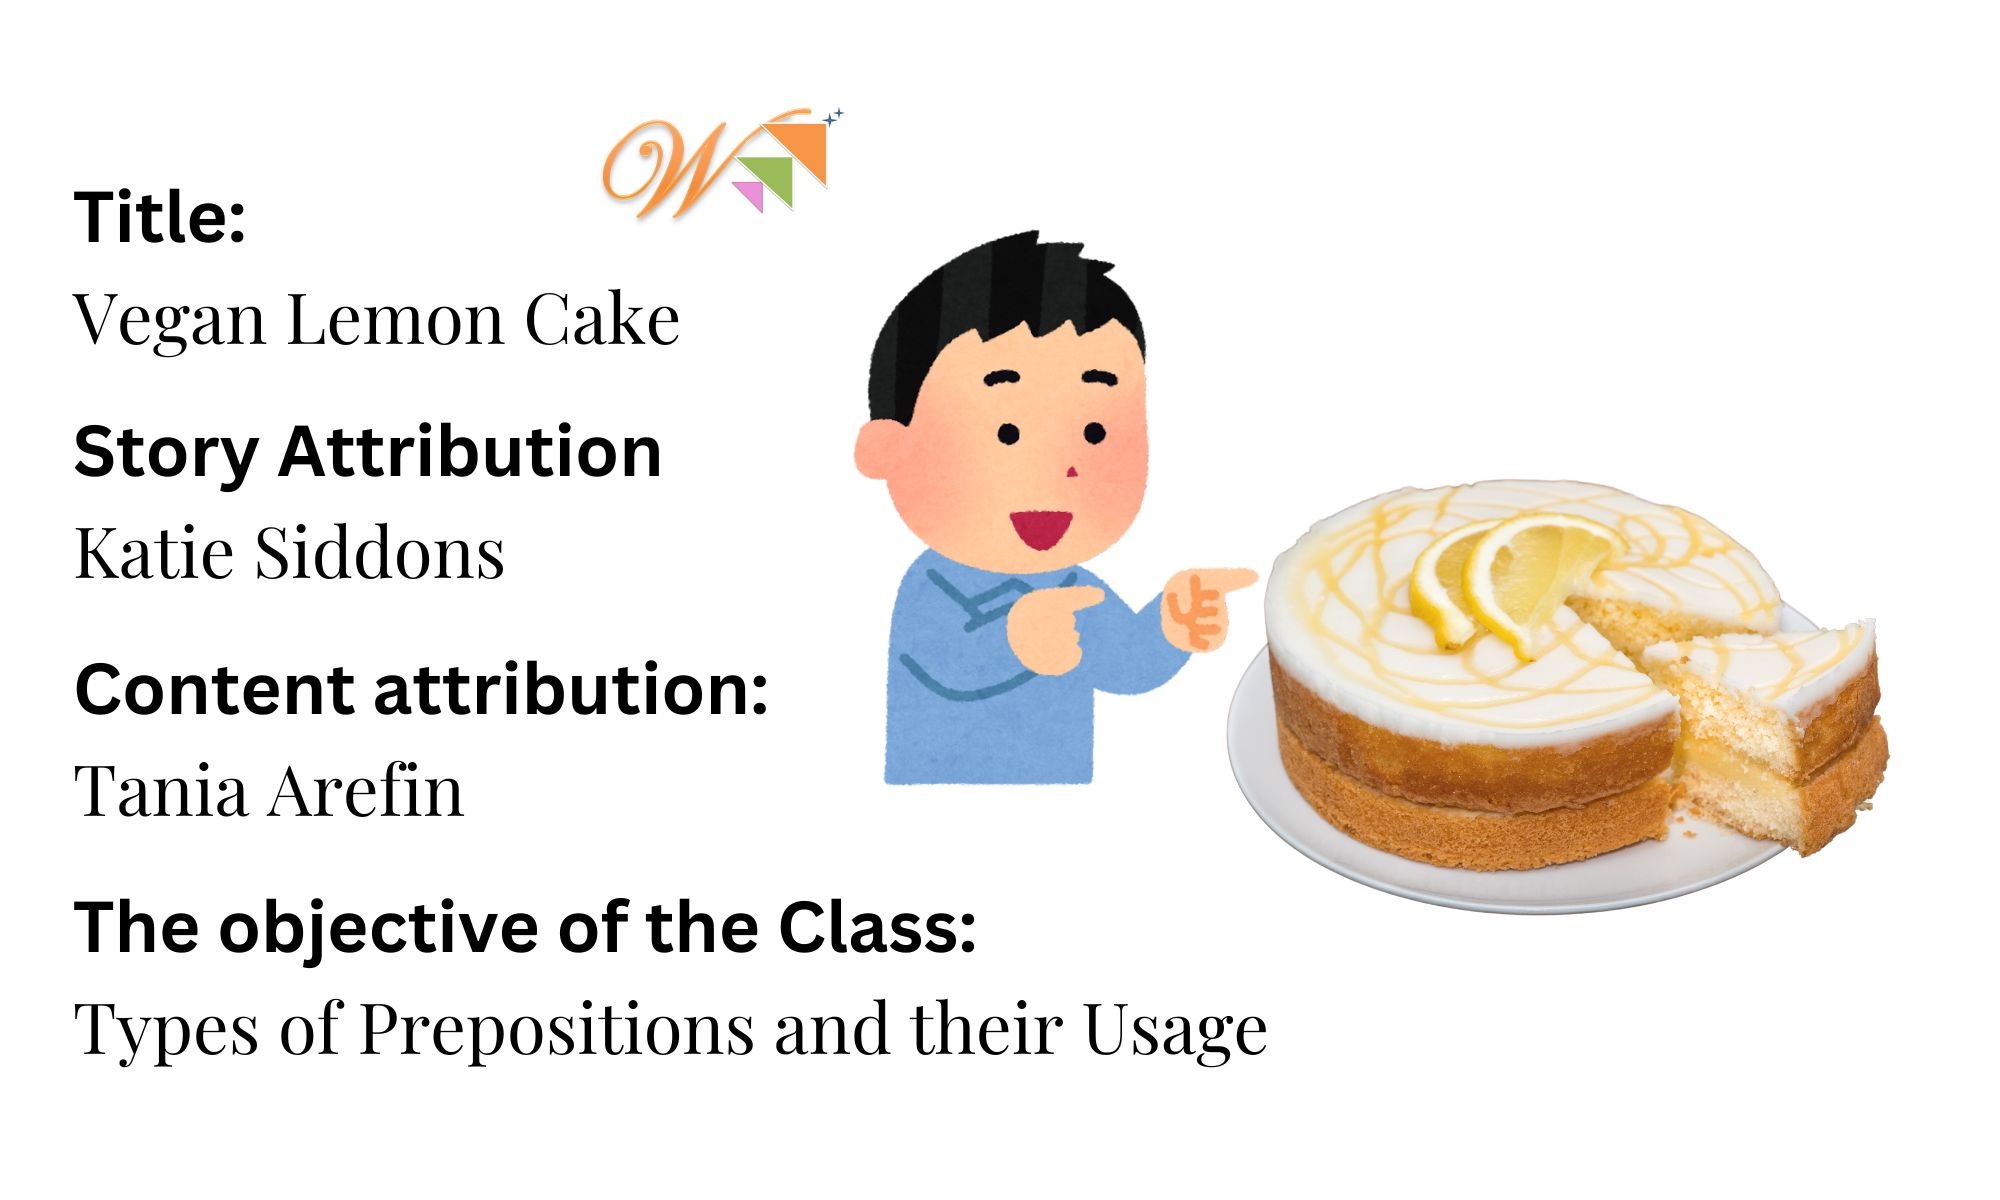 W
Title:
Vegan Lemon Cake
Story Attribution
Katie Siddons
Content attribution:
Tania Arefin
The objective of the Class:
Types of Prepositions and their Usage